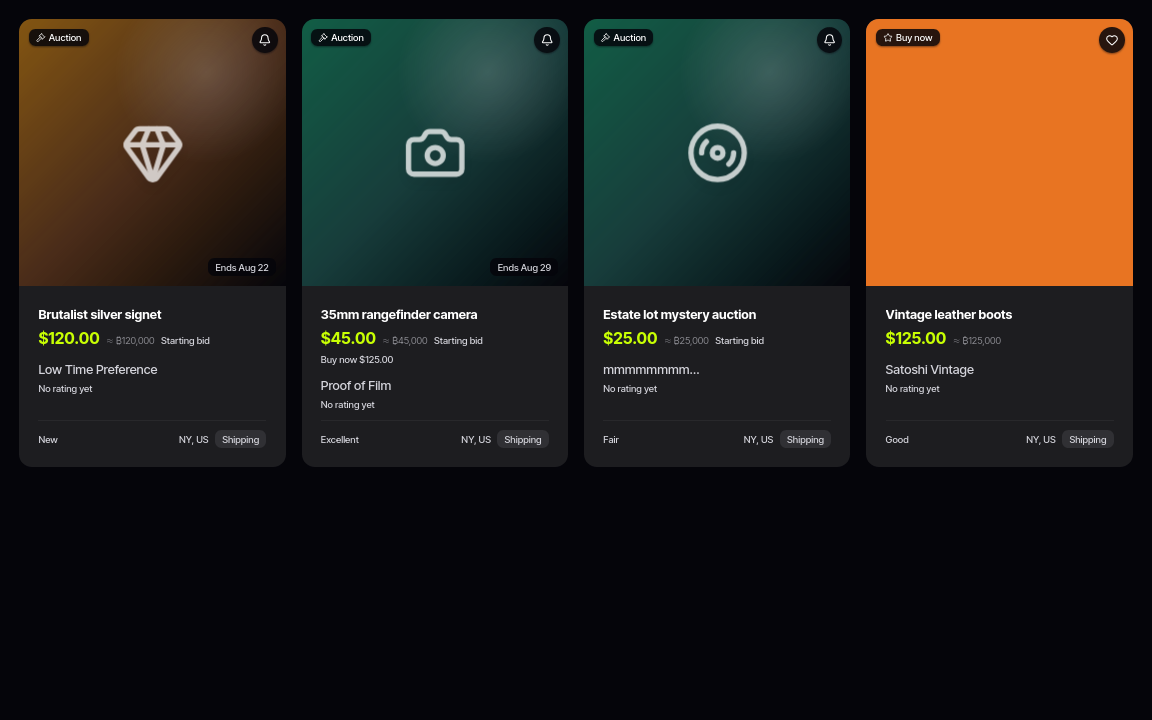 Auction
Ends Aug 22
Brutalist silver signet
$120.00 ≈ ₿120,000 Starting bid
Low Time Preference
No rating yet
New NY, US Shipping
Auction
Ends Aug 29
35mm rangefinder camera
$45.00 ≈ ₿45,000 Starting bid
Buy now $125.00
Proof of Film
No rating yet
Excellent NY, US Shipping
Auction
Estate lot mystery auction
$25.00 ≈ ₿25,000 Starting bid
mmmmmmmm...
No rating yet
Fair NY, US Shipping
Buy now
Vintage leather boots
$125.00 ≈ ₿125,000
Satoshi Vintage
No rating yet
Good NY, US Shipping